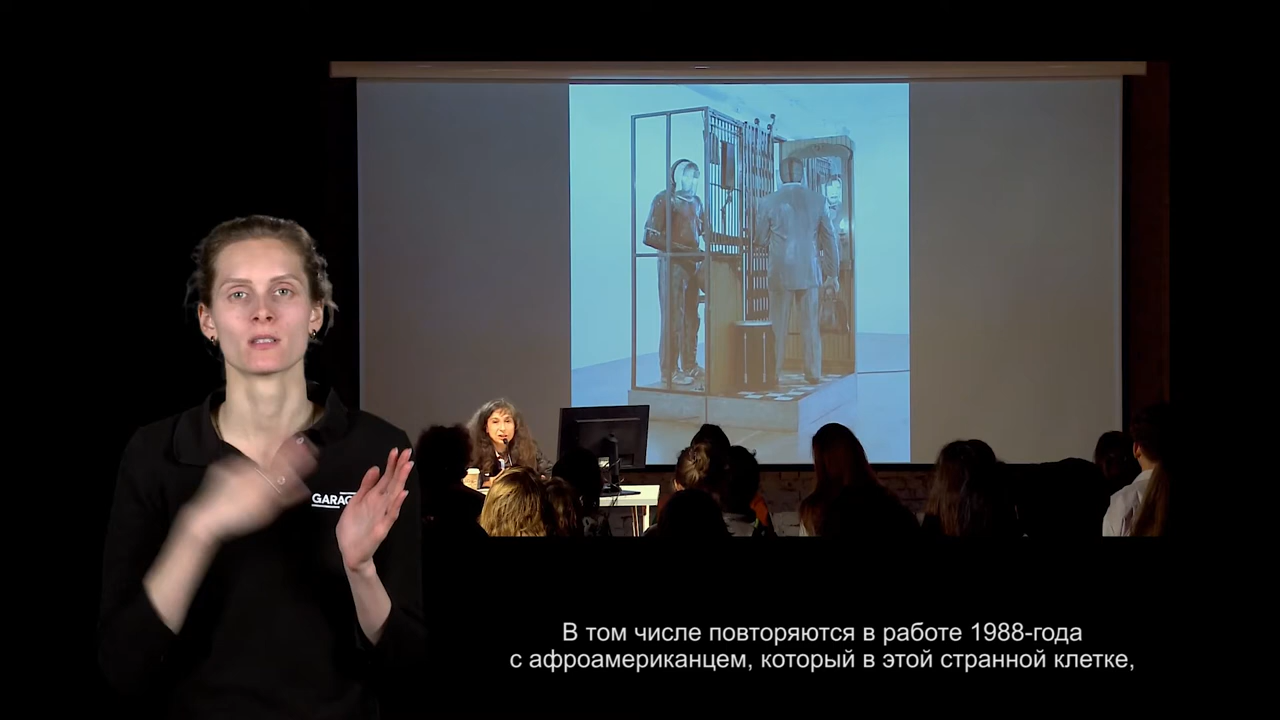 GARAG
В том числе повторяются в работе 1988-года
с афроамериканцем, который в этой странной клетке,